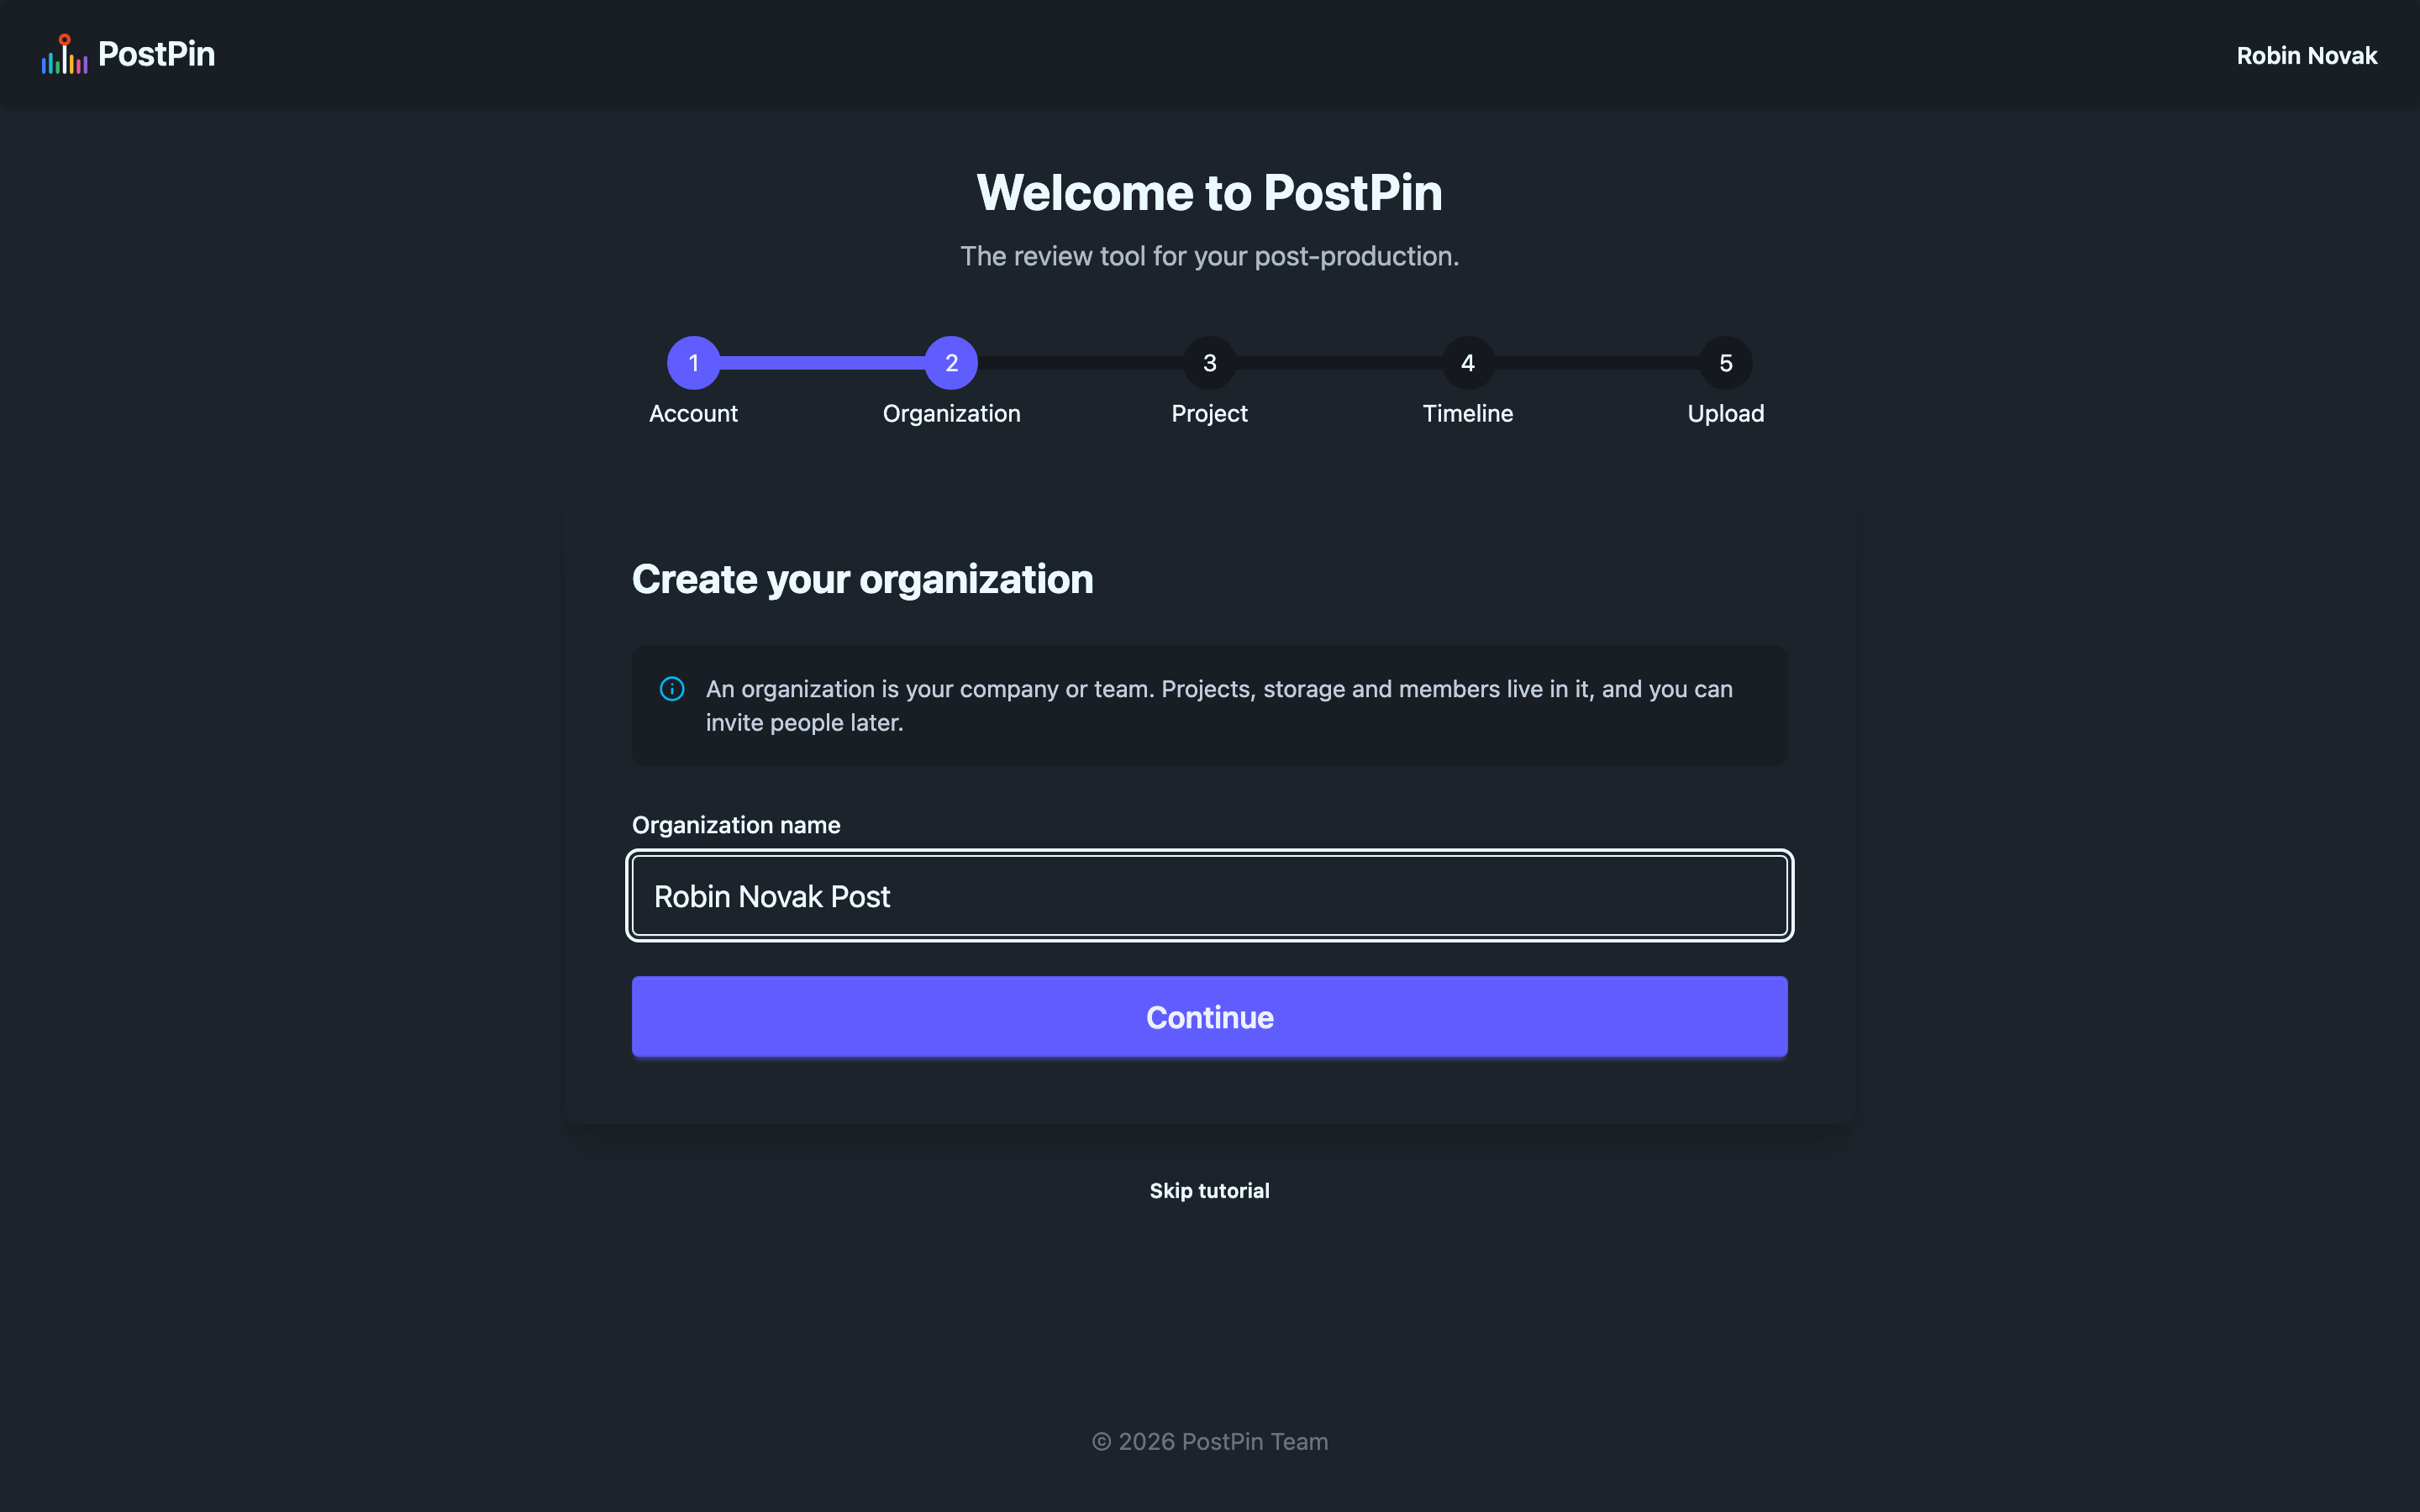 PostPin
Robin Novak
Welcome to PostPin
The review tool for your post-production.
1
2
3
4
5
Account
Organization
Project
Timeline
Upload
Create your organization
An organization is your company or team. Projects, storage and members live in it, and you can
invite people later.
Organization name
Robin Novak Post
Continue
Skip tutorial
© 2026 PostPin Team